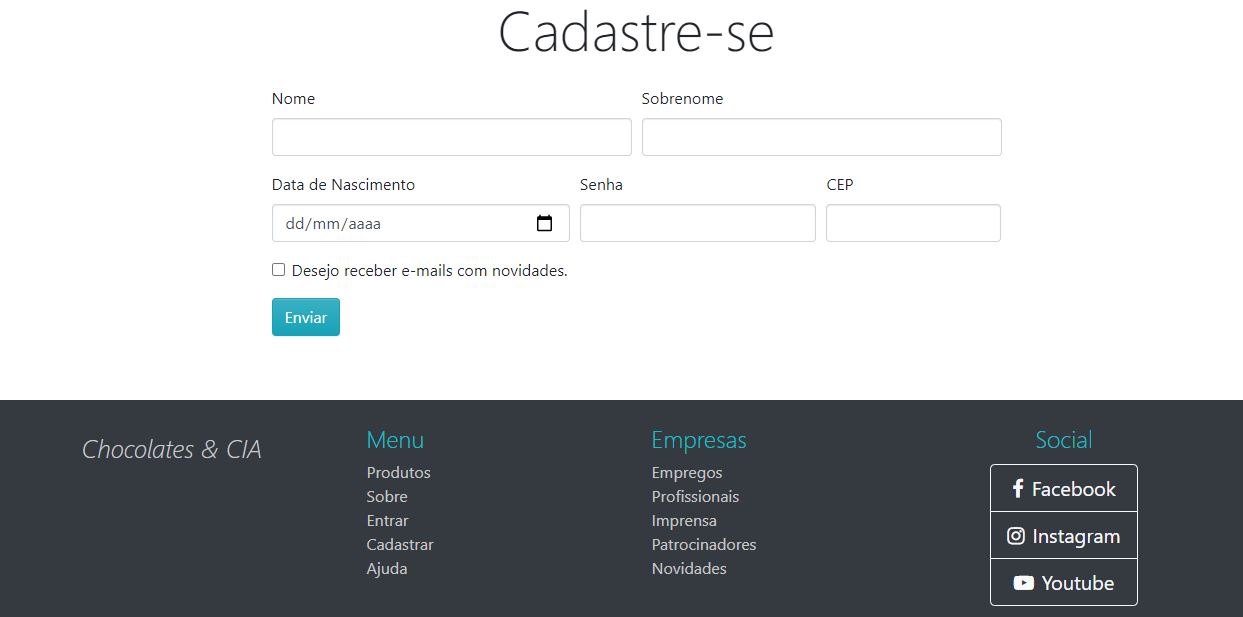 Cadastre-se
Nome Sobrenome
Data de Nascimento Senha CEP
dd/mm/aaaa
Desejo receber e-mails com novidades.
Enviar
Chocolates & CIA
Menu
Produtos
Sobre
Entrar
Cadastrar
Ajuda
Empresas
Empregos
Profissionais
Imprensa
Patrocinadores
Novidades
Social
Facebook
Instagram
Youtube